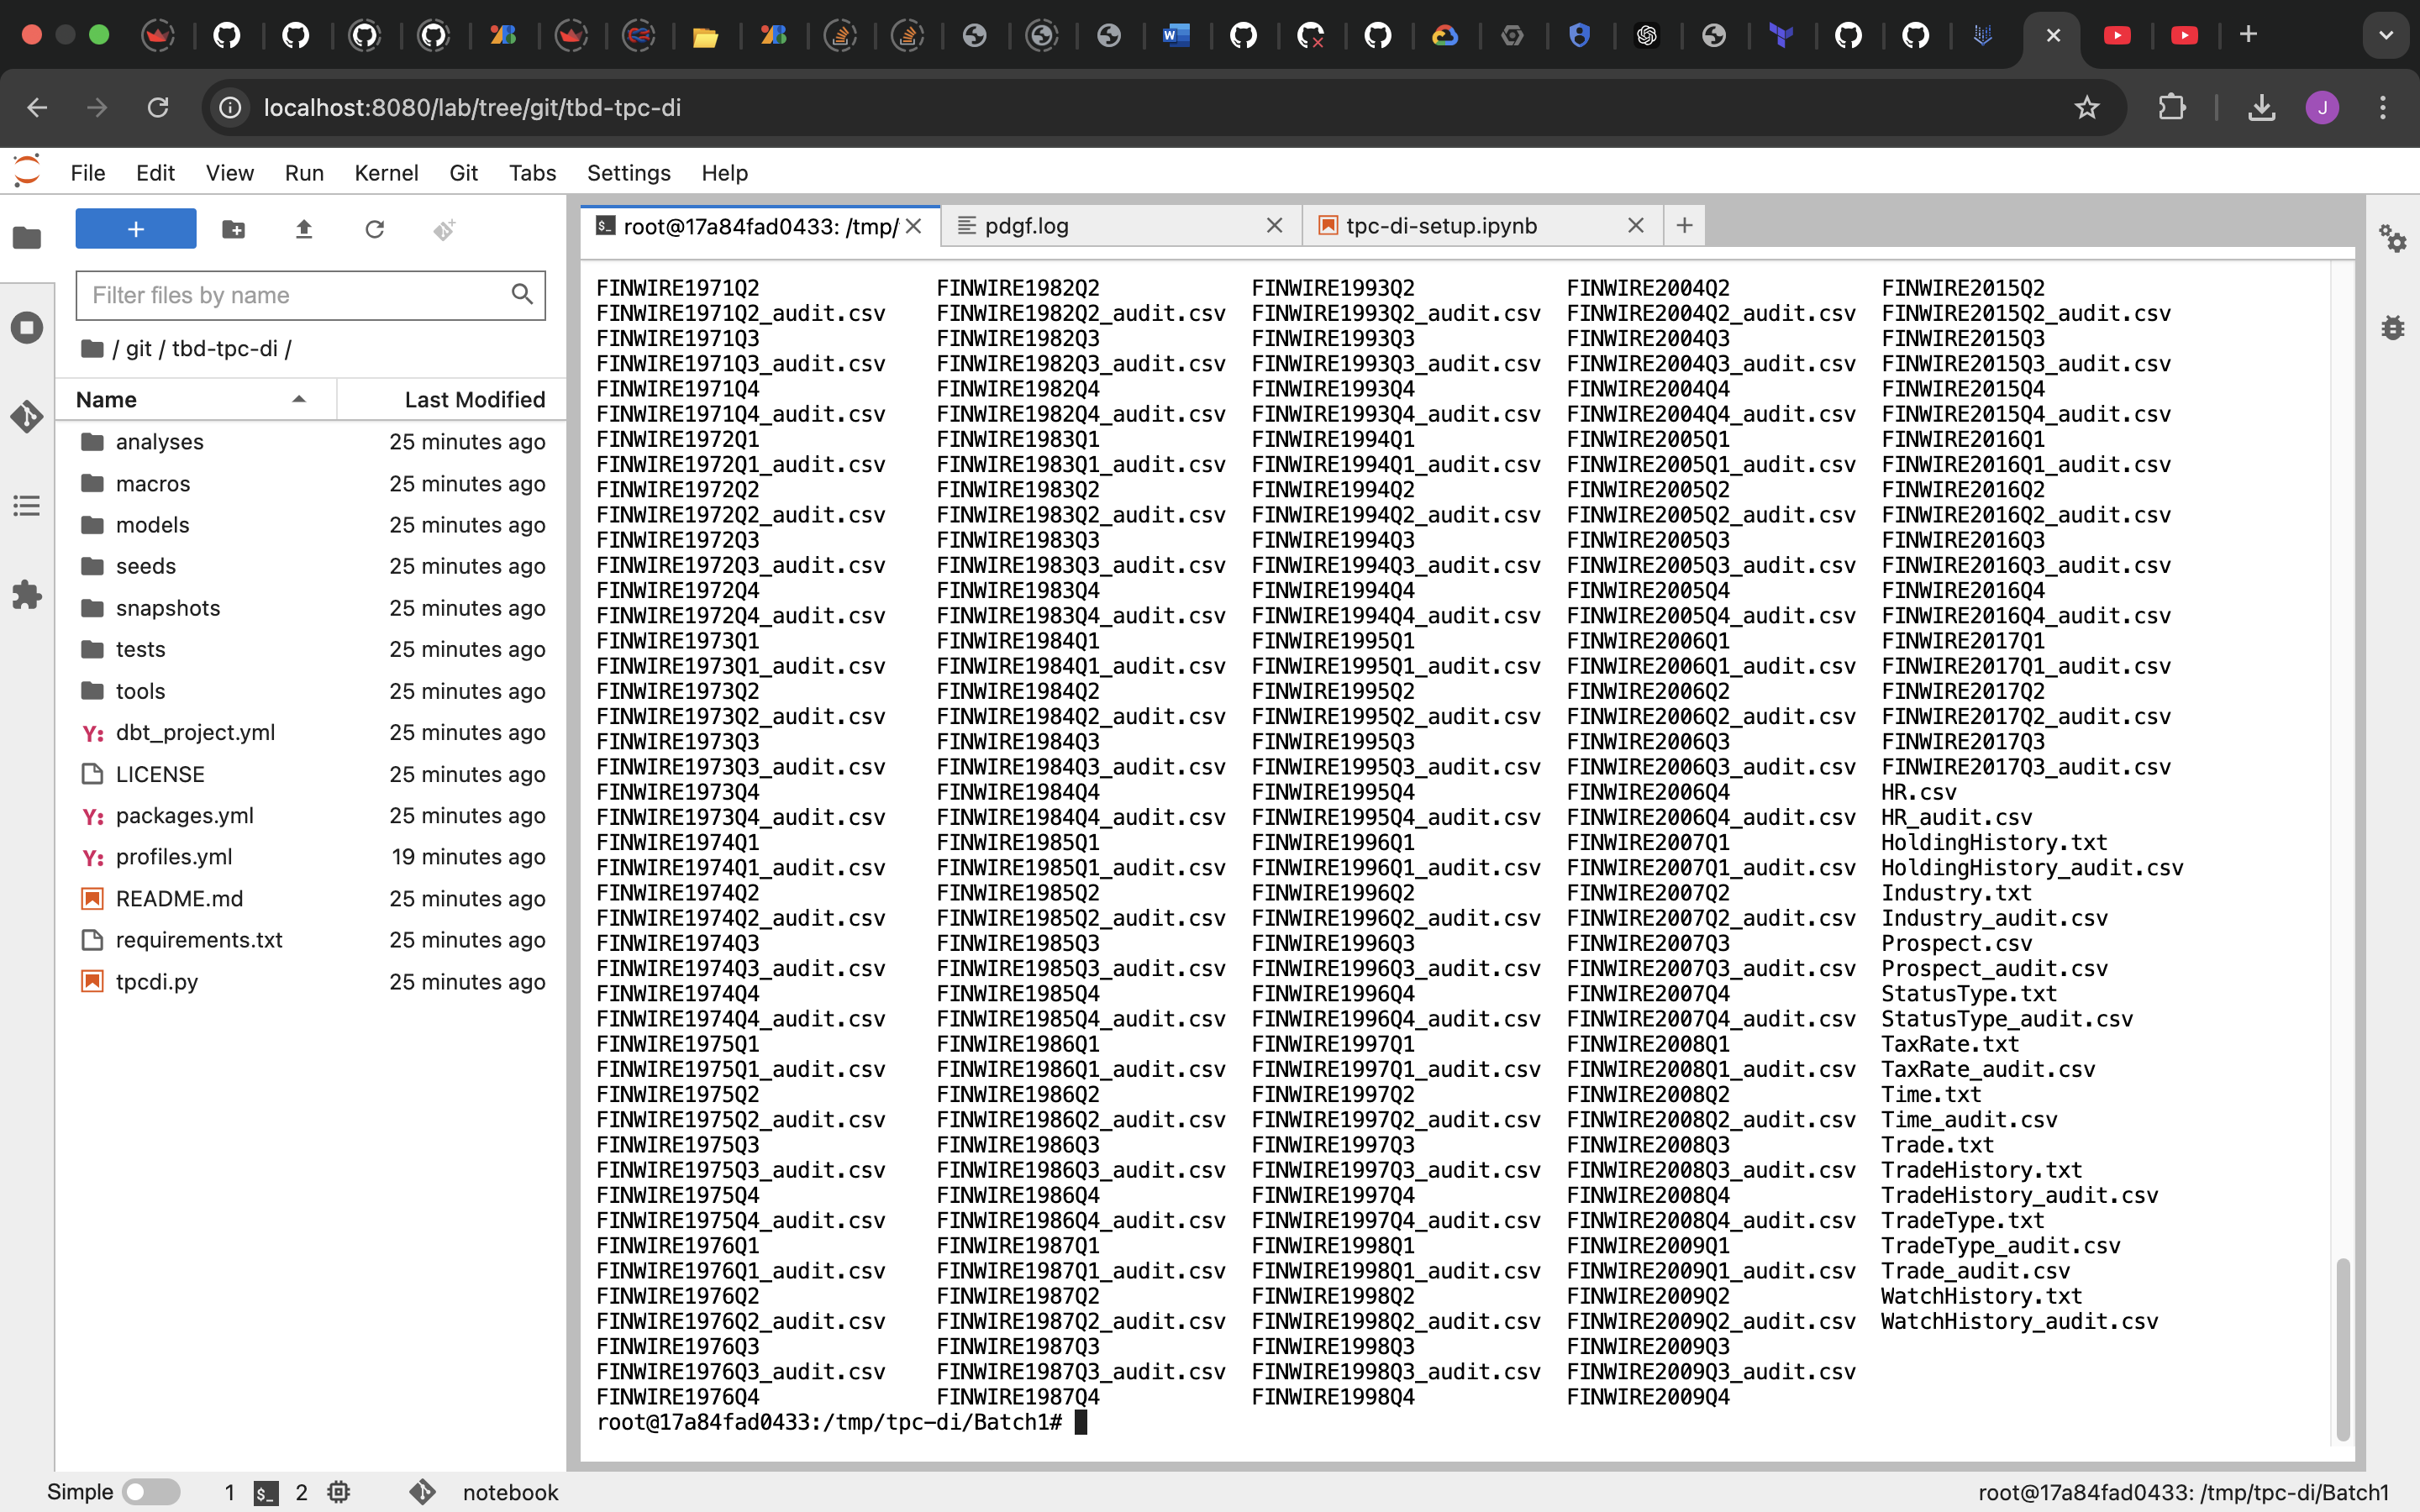 localhost:8080/lab/tree/git/tbd-tpc-di
J
File Edit View Run Kernel Git Tabs Settings Help
Filter files by name
/ git / tbd-tpc-di /
Name Last Modified
analyses 25 minutes ago
macros 25 minutes ago
models 25 minutes ago
seeds 25 minutes ago
snapshots 25 minutes ago
tests 25 minutes ago
tools 25 minutes ago
Y: dbt_project.yml 25 minutes ago
LICENSE 25 minutes ago
Y: packages.yml 25 minutes ago
Y: profiles.yml 19 minutes ago
README.md 25 minutes ago
requirements.txt 25 minutes ago
tpcdi.py 25 minutes ago
root@17a84fad0433: /tmp/ pdgf.log tpc-di-setup.ipynb
FINWIRE1971Q2 FINWIRE1982Q2 FINWIRE1993Q2 FINWIRE2004Q2 FINWIRE2015Q2
FINWIRE1971Q2_audit.csv FINWIRE1982Q2_audit.csv FINWIRE1993Q2_audit.csv FINWIRE2004Q2_audit.csv FINWIRE2015Q2_audit.csv
FINWIRE1971Q3 FINWIRE1982Q3 FINWIRE1993Q3 FINWIRE2004Q3 FINWIRE2015Q3
FINWIRE1971Q3_audit.csv FINWIRE1982Q3_audit.csv FINWIRE1993Q3_audit.csv FINWIRE2004Q3_audit.csv FINWIRE2015Q3_audit.csv
FINWIRE1971Q4 FINWIRE1982Q4 FINWIRE1993Q4 FINWIRE2004Q4 FINWIRE2015Q4
FINWIRE1971Q4_audit.csv FINWIRE1982Q4_audit.csv FINWIRE1993Q4_audit.csv FINWIRE2004Q4_audit.csv FINWIRE2015Q4_audit.csv
FINWIRE1972Q1 FINWIRE1983Q1 FINWIRE1994Q1 FINWIRE2005Q1 FINWIRE2016Q1
FINWIRE1972Q1_audit.csv FINWIRE1983Q1_audit.csv FINWIRE1994Q1_audit.csv FINWIRE2005Q1_audit.csv FINWIRE2016Q1_audit.csv
FINWIRE1972Q2 FINWIRE1983Q2 FINWIRE1994Q2 FINWIRE2005Q2 FINWIRE2016Q2
FINWIRE1972Q2_audit.csv FINWIRE1983Q2_audit.csv FINWIRE1994Q2_audit.csv FINWIRE2005Q2_audit.csv FINWIRE2016Q2_audit.csv
FINWIRE1972Q3 FINWIRE1983Q3 FINWIRE1994Q3 FINWIRE2005Q3 FINWIRE2016Q3
FINWIRE1972Q3_audit.csv FINWIRE1983Q3_audit.csv FINWIRE1994Q3_audit.csv FINWIRE2005Q3_audit.csv FINWIRE2016Q3_audit.csv
FINWIRE1972Q4 FINWIRE1983Q4 FINWIRE1994Q4 FINWIRE2005Q4 FINWIRE2016Q4
FINWIRE1972Q4_audit.csv FINWIRE1983Q4_audit.csv FINWIRE1994Q4_audit.csv FINWIRE2005Q4_audit.csv FINWIRE2016Q4_audit.csv
FINWIRE1973Q1 FINWIRE1984Q1 FINWIRE1995Q1 FINWIRE2006Q1 FINWIRE2017Q1
FINWIRE1973Q1_audit.csv FINWIRE1984Q1_audit.csv FINWIRE1995Q1_audit.csv FINWIRE2006Q1_audit.csv FINWIRE2017Q1_audit.csv
FINWIRE1973Q2 FINWIRE1984Q2 FINWIRE1995Q2 FINWIRE2006Q2 FINWIRE2017Q2
FINWIRE1973Q2_audit.csv FINWIRE1984Q2_audit.csv FINWIRE1995Q2_audit.csv FINWIRE2006Q2_audit.csv FINWIRE2017Q2_audit.csv
FINWIRE1973Q3 FINWIRE1984Q3 FINWIRE1995Q3 FINWIRE2006Q3 FINWIRE2017Q3
FINWIRE1973Q3_audit.csv FINWIRE1984Q3_audit.csv FINWIRE1995Q3_audit.csv FINWIRE2006Q3_audit.csv FINWIRE2017Q3_audit.csv
FINWIRE1973Q4 FINWIRE1984Q4 FINWIRE1995Q4 FINWIRE2006Q4 HR.csv
FINWIRE1973Q4_audit.csv FINWIRE1984Q4_audit.csv FINWIRE1995Q4_audit.csv FINWIRE2006Q4_audit.csv HR_audit.csv
FINWIRE1974Q1 FINWIRE1985Q1 FINWIRE1996Q1 FINWIRE2007Q1 HoldingHistory.txt
FINWIRE1974Q1_audit.csv FINWIRE1985Q1_audit.csv FINWIRE1996Q1_audit.csv FINWIRE2007Q1_audit.csv HoldingHistory_audit.csv
FINWIRE1974Q2 FINWIRE1985Q2 FINWIRE1996Q2 FINWIRE2007Q2 Industry.txt
FINWIRE1974Q2_audit.csv FINWIRE1985Q2_audit.csv FINWIRE1996Q2_audit.csv FINWIRE2007Q2_audit.csv Industry_audit.csv
FINWIRE1974Q3 FINWIRE1985Q3 FINWIRE1996Q3 FINWIRE2007Q3 Prospect.csv
FINWIRE1974Q3_audit.csv FINWIRE1985Q3_audit.csv FINWIRE1996Q3_audit.csv FINWIRE2007Q3_audit.csv Prospect_audit.csv
FINWIRE1974Q4 FINWIRE1985Q4 FINWIRE1996Q4 FINWIRE2007Q4 StatusType.txt
FINWIRE1974Q4_audit.csv FINWIRE1985Q4_audit.csv FINWIRE1996Q4_audit.csv FINWIRE2007Q4_audit.csv StatusType_audit.csv
FINWIRE1975Q1 FINWIRE1986Q1 FINWIRE1997Q1 FINWIRE2008Q1 TaxRate.txt
FINWIRE1975Q1_audit.csv FINWIRE1986Q1_audit.csv FINWIRE1997Q1_audit.csv FINWIRE2008Q1_audit.csv TaxRate_audit.csv
FINWIRE1975Q2 FINWIRE1986Q2 FINWIRE1997Q2 FINWIRE2008Q2 Time.txt
FINWIRE1975Q2_audit.csv FINWIRE1986Q2_audit.csv FINWIRE1997Q2_audit.csv FINWIRE2008Q2_audit.csv Time_audit.csv
FINWIRE1975Q3 FINWIRE1986Q3 FINWIRE1997Q3 FINWIRE2008Q3 Trade.txt
FINWIRE1975Q3_audit.csv FINWIRE1986Q3_audit.csv FINWIRE1997Q3_audit.csv FINWIRE2008Q3_audit.csv TradeHistory.txt
FINWIRE1975Q4 FINWIRE1986Q4 FINWIRE1997Q4 FINWIRE2008Q4 TradeHistory_audit.csv
FINWIRE1975Q4_audit.csv FINWIRE1986Q4_audit.csv FINWIRE1997Q4_audit.csv FINWIRE2008Q4_audit.csv TradeType.txt
FINWIRE1976Q1 FINWIRE1987Q1 FINWIRE1998Q1 FINWIRE2009Q1 TradeType_audit.csv
FINWIRE1976Q1_audit.csv FINWIRE1987Q1_audit.csv FINWIRE1998Q1_audit.csv FINWIRE2009Q1_audit.csv Trade_audit.csv
FINWIRE1976Q2 FINWIRE1987Q2 FINWIRE1998Q2 FINWIRE2009Q2 WatchHistory.txt
FINWIRE1976Q2_audit.csv FINWIRE1987Q2_audit.csv FINWIRE1998Q2_audit.csv FINWIRE2009Q2_audit.csv WatchHistory_audit.csv
FINWIRE1976Q3 FINWIRE1987Q3 FINWIRE1998Q3 FINWIRE2009Q3
FINWIRE1976Q3_audit.csv FINWIRE1987Q3_audit.csv FINWIRE1998Q3_audit.csv FINWIRE2009Q3_audit.csv
FINWIRE1976Q4 FINWIRE1987Q4 FINWIRE1998Q4 FINWIRE2009Q4
root@17a84fad0433:/tmp/tpc-di/Batch1#
Simple 1 $_ 2 notebook root@17a84fad0433: /tmp/tpc-di/Batch1